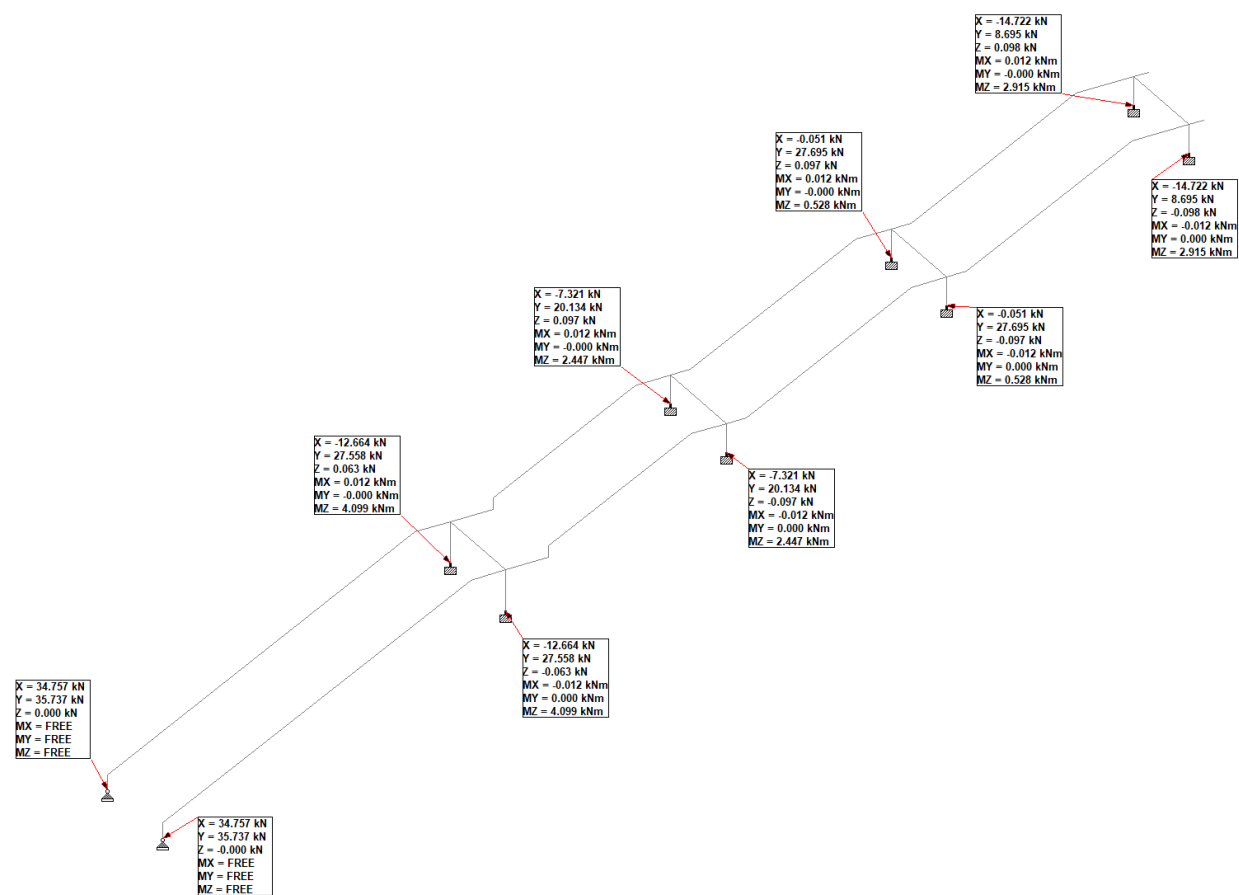 X = -14.722 kN
Y = 8.695 kN
Z = 0.098 kN
MX = 0.012 kNm
MY = -0.000 kNm
MZ = 2.915 kNm
X = -0.051 kN
Y = 27.695 kN
Z = 0.097 kN
MX = 0.012 kNm
MY = -0.000 kNm
MZ = 0.528 kNm
X = -14.722 kN
Y = 8.695 kN
Z = -0.098 kN
MX = -0.012 kNm
MY = 0.000 kNm
MZ = 2.915 kNm
X = -7.321 kN
Y = 20.134 kN
Z = 0.097 kN
MX = 0.012 kNm
MY = -0.000 kNm
MZ = 2.447 kNm
X = -0.051 kN
Y = 27.695 kN
Z = -0.097 kN
MX = -0.012 kNm
MY = 0.000 kNm
MZ = 0.528 kNm
X = -12.664 kN
Y = 27.558 kN
Z = 0.063 kN
MX = 0.012 kNm
MY = -0.000 kNm
MZ = 4.099 kNm
X = -7.321 kN
Y = 20.134 kN
Z = -0.097 kN
MX = -0.012 kNm
MY = 0.000 kNm
MZ = 2.447 kNm
X = -12.664 kN
Y = 27.558 kN
Z = -0.063 kN
MX = -0.012 kNm
MY = 0.000 kNm
MZ = 4.099 kNm
X = 34.757 kN
Y = 35.737 kN
Z = 0.000 kN
MX = FREE
MY = FREE
MZ = FREE
X = 34.757 kN
Y = 35.737 kN
Z = -0.000 kN
MX = FREE
MY = FREE
MZ = FREE